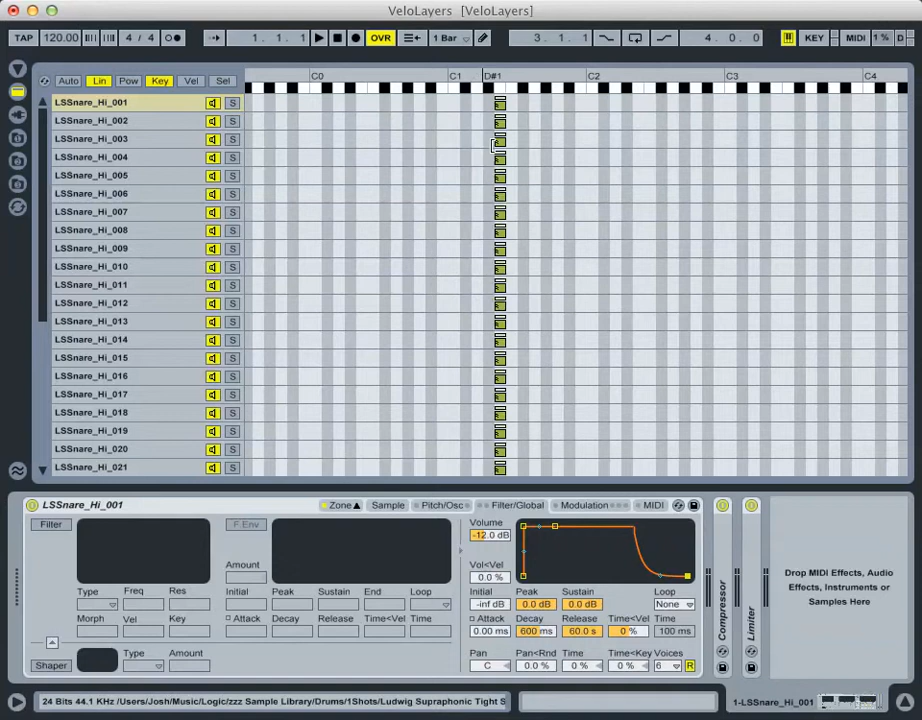 VeloLayers [VeloLayers]
TAP 120.00 4 / 4 1. 1. 1 OVR 1 Bar 3. 1. 1 4. 0. 0 KEY MIDI 1 % D
Auto Lin Pow Key Vel Sel C0 C1 D#1 C2 C3 C4
LSSnare_Hi_001 S
LSSnare_Hi_002 S
LSSnare_Hi_003 S
LSSnare_Hi_004 S
LSSnare_Hi_005 S
LSSnare_Hi_006 S
LSSnare_Hi_007 S
LSSnare_Hi_008 S
LSSnare_Hi_009 S
LSSnare_Hi_010 S
LSSnare_Hi_011 S
LSSnare_Hi_012 S
LSSnare_Hi_013 S
LSSnare_Hi_014 S
LSSnare_Hi_015 S
LSSnare_Hi_016 S
LSSnare_Hi_017 S
LSSnare_Hi_018 S
LSSnare_Hi_019 S
LSSnare_Hi_020 S
LSSnare_Hi_021 S
LSSnare_Hi_001 Zone Sample Pitch/Osc Filter/Global Modulation MIDI
Filter F.Env Volume
-12.0 dB
Amount Vol<Vel
0.0 %
Type Freq Res Initial Peak Sustain End Loop Initial Peak Sustain Loop
-inf dB 0.0 dB 0.0 dB None
Morph Vel Key Attack Decay Release Time<Vel Time Attack Decay Release Time<Vel Time
0.00 ms 600 ms 60.0 s 0 % 100 ms
Shaper Type Amount Pan Pan<Rnd Time Time<Key Voices
C 0.0 % 0 % 0 % 6 R
Compressor
Limiter
Drop MIDI Effects, Audio
Effects, Instruments or
Samples Here
24 Bits 44.1 KHz /Users/Josh/Music/Logic/zzz Sample Library/Drums/1Shots/Ludwig Supraphonic Tight S
1-LSSnare_Hi_001